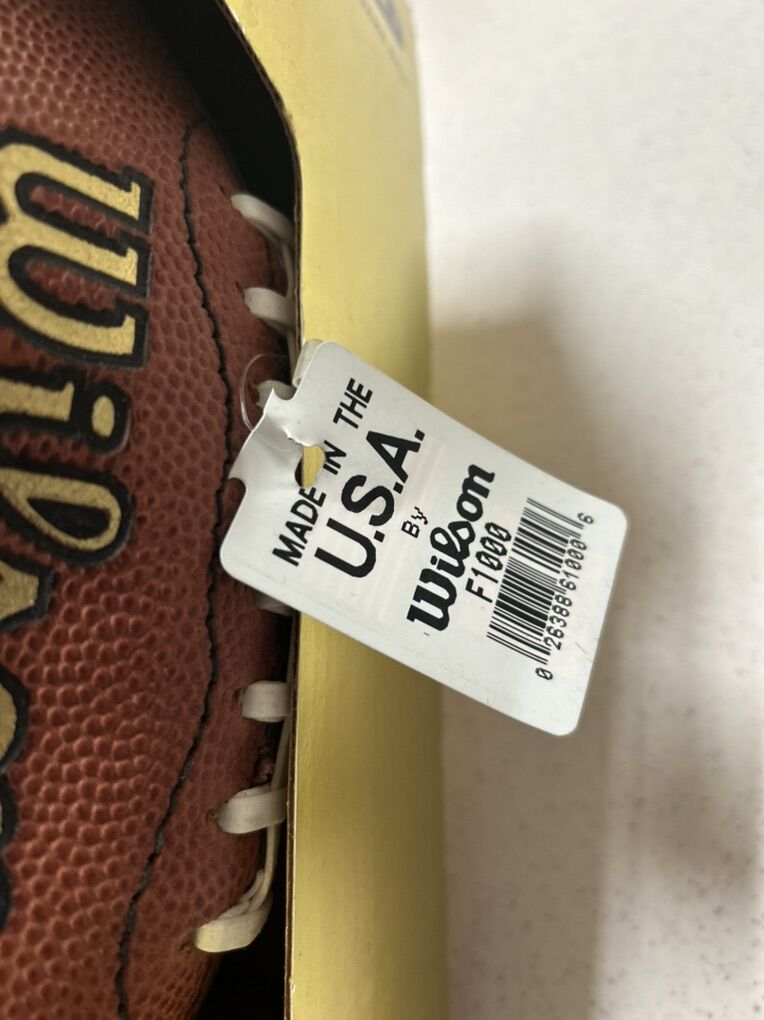 Wilson
MADE IN THE
U.S.A.
By
Wilson
F1000
0 26388 61000 6